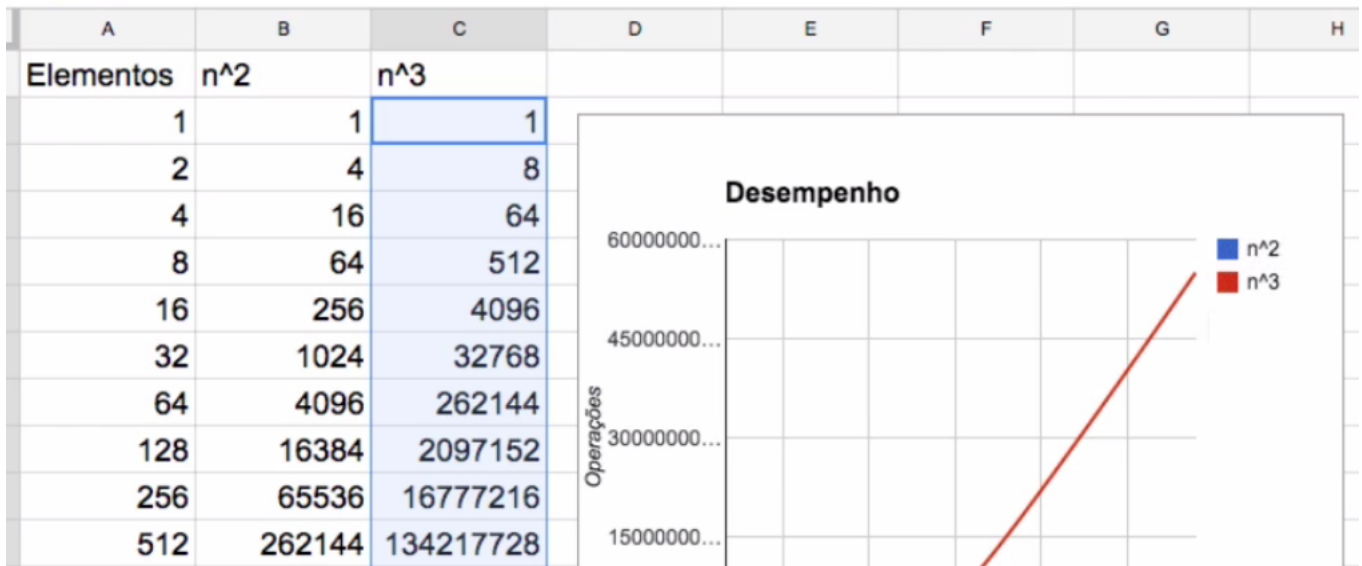 A B C D E F G H
Elementos n^2 n^3
1 1 1
2 4 8
4 16 64
8 64 512
16 256 4096
32 1024 32768
64 4096 262144
128 16384 2097152
256 65536 16777216
512 262144 134217728
Desempenho
60000000...
45000000...
30000000...
15000000...
Operações
n^2
n^3